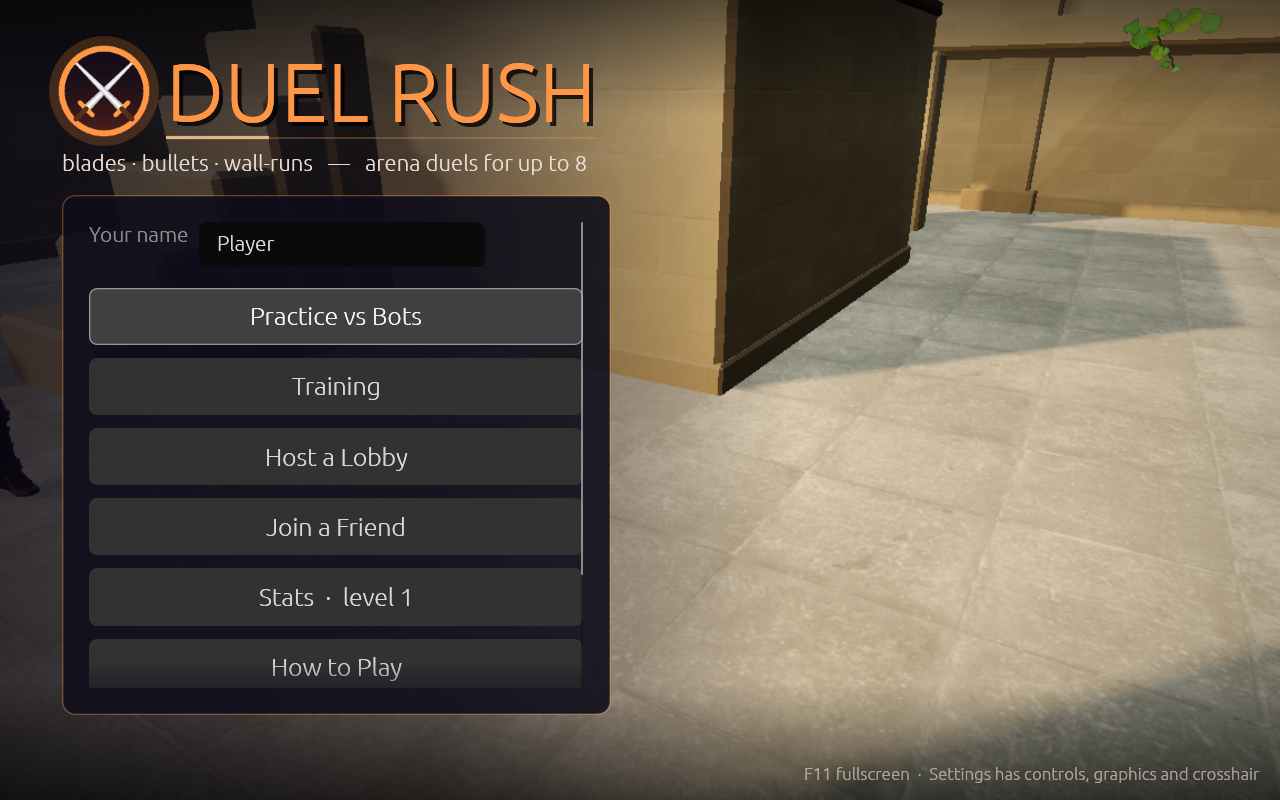 DUEL RUSH
blades · bullets · wall-runs — arena duels for up to 8
Your name
Player
Practice vs Bots
Training
Host a Lobby
Join a Friend
Stats · level 1
How to Play
F11 fullscreen · Settings has controls, graphics and crosshair